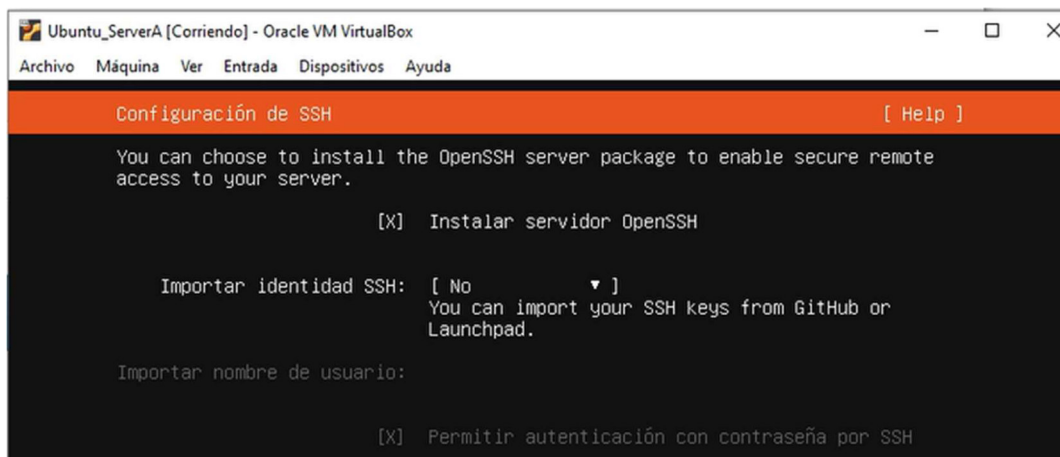 Ubuntu_ServerA [Corriendo] - Oracle VM VirtualBox
Archivo Máquina Ver Entrada Dispositivos Ayuda
Configuración de SSH [ Help ]
You can choose to install the OpenSSH server package to enable secure remote
access to your server.
[X] Instalar servidor OpenSSH
Importar identidad SSH: [ No ▾ ]
You can import your SSH keys from GitHub or
Launchpad.
Importar nombre de usuario:
[X] Permitir autenticación con contraseña por SSH